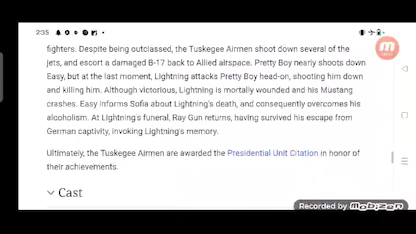 2:35
fighters. Despite being outclassed, the Tuskegee Airmen shoot down several of the
jets, and escort a damaged B-17 back to Allied airspace. Pretty Boy nearly shoots down
Easy, but at the last moment, Lightning attacks Pretty Boy head-on, shooting him down
and killing him. Although victorious, Lightning is mortally wounded and his Mustang
crashes. Easy informs Sofia about Lightning's death, and consequently overcomes his
alcoholism. At Lightning's funeral, Ray Gun returns, having survived his escape from
German captivity, invoking Lightning's memory.
Ultimately, the Tuskegee Airmen are awarded the Presidential Unit Citation in honor of
their achievements.
Cast
Recorded by mobizen